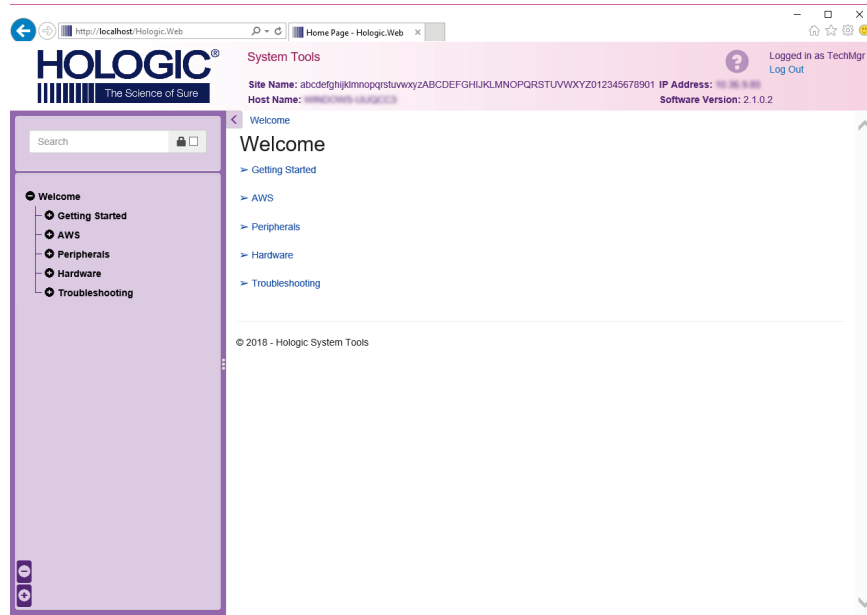 http://localhost/Hologic.Web
Home Page - Hologic.Web
HOLOGIC®
The Science of Sure
System Tools
Site Name: abcdefghijklmnopqrstuvwxyzABCDEFGHIJKLMNOPQRSTUVWXYZ012345678901 IP Address:
Host Name:
Software Version: 2.1.0.2
?
Logged in as TechMgr
Log Out
Search
Welcome
Getting Started
AWS
Peripherals
Hardware
Troubleshooting
Welcome
Welcome
➢ Getting Started
➢ AWS
➢ Peripherals
➢ Hardware
➢ Troubleshooting
© 2018 - Hologic System Tools